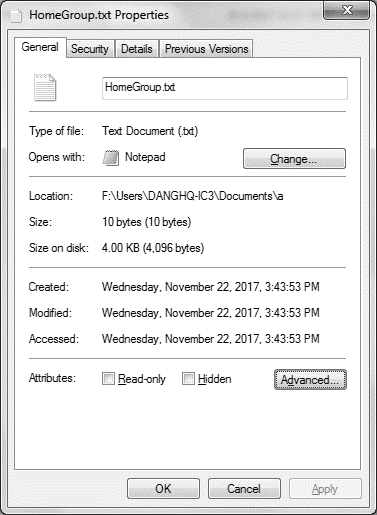 HomeGroup.txt Properties
General Security Details Previous Versions
HomeGroup.txt
Type of file: Text Document (.txt)
Opens with: Notepad Change...
Location: F:\Users\DANGHQ-IC3\Documents\a
Size: 10 bytes (10 bytes)
Size on disk: 4.00 KB (4,096 bytes)
Created: Wednesday, November 22, 2017, 3:43:53 PM
Modified: Wednesday, November 22, 2017, 3:43:53 PM
Accessed: Wednesday, November 22, 2017, 3:43:53 PM
Attributes: Read-only Hidden Advanced...
OK Cancel Apply